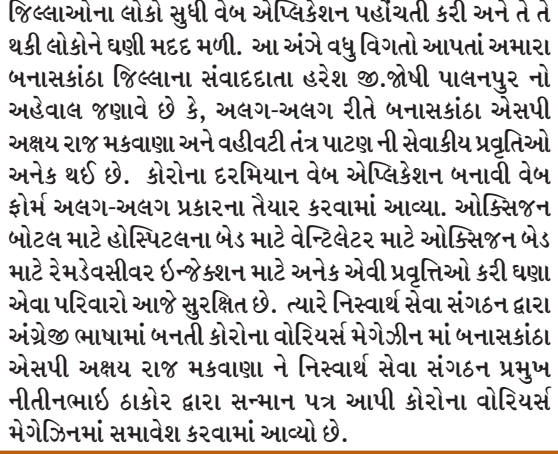 જિલ્લાઓના લોકો સુધી વેબ એપ્લિકેશન પહોંચતી કરી અને તે તે
થકી લોકોને ઘણી મદદ મળી. આ અંગે વધુ વિગતો આપતાં અમારા
બનાસકાંઠા જિલ્લાના સંવાદદાતા હરેશ જી.જોષી પાલનપુર નો
અહેવાલ જણાવે છે કે, અલગ-અલગ રીતે બનાસકાંઠા એસપી
અક્ષય રાજ મકવાણા અને વહીવટી તંત્ર પાટણ ની સેવાકીય પ્રવૃતિઓ
અનેક થઈ છે. કોરોના દરમિયાન વેબ એપ્લિકેશન બનાવી વેબ
ફોર્મ અલગ-અલગ પ્રકારના તૈયાર કરવામાં આવ્યા. ઓક્સિજન
બોટલ માટે હોસ્પિટલના બેડ માટે વેન્ટિલેટર માટે ઓક્સિજન બેડ
માટે રેમડેવસીવર ઇન્જેક્શન માટે અનેક એવી પ્રવૃત્તિઓ કરી ઘણા
એવા પરિવારો આજે સુરક્ષિત છે. ત્યારે નિસ્વાર્થ સેવા સંગઠન દ્વારા
અંગ્રેજી ભાષામાં બનતી કોરોના વોરિયર્સ મેગેઝીન માં બનાસકાંઠા
એસપી અક્ષય રાજ મકવાણા ને નિસ્વાર્થ સેવા સંગઠન પ્રમુખ
નીતીનભાઇ ઠાકોર દ્વારા સન્માન પત્ર આપી કોરોના વોરિયર્સ
મેગેઝિનમાં સમાવેશ કરવામાં આવ્યો છે.